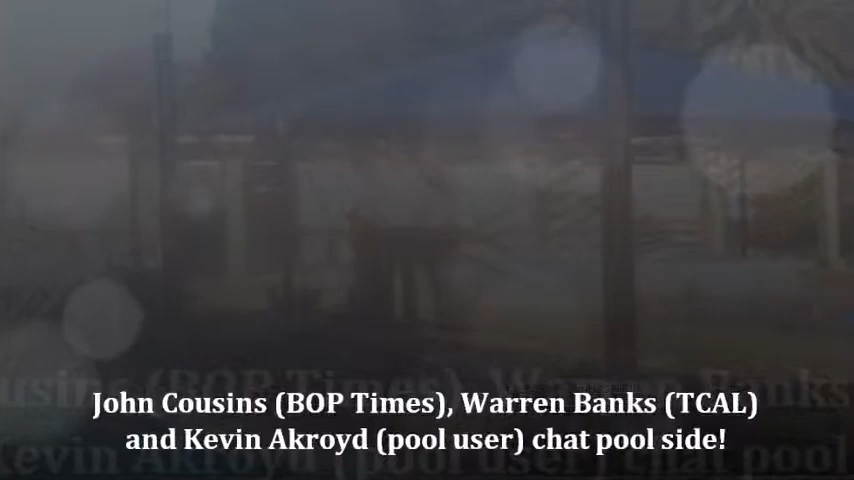 John Cousins (BOP Times), Warren Banks (TCAL)
and Kevin Akroyd (pool user) chat pool side!